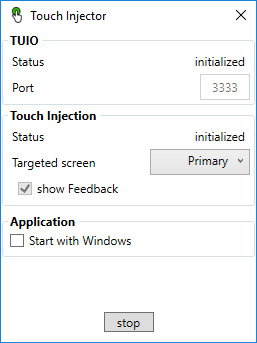 Touch Injector
TUIO
Status initialized
Port 3333
Touch Injection
Status initialized
Targeted screen Primary
show Feedback
Application
Start with Windows
stop